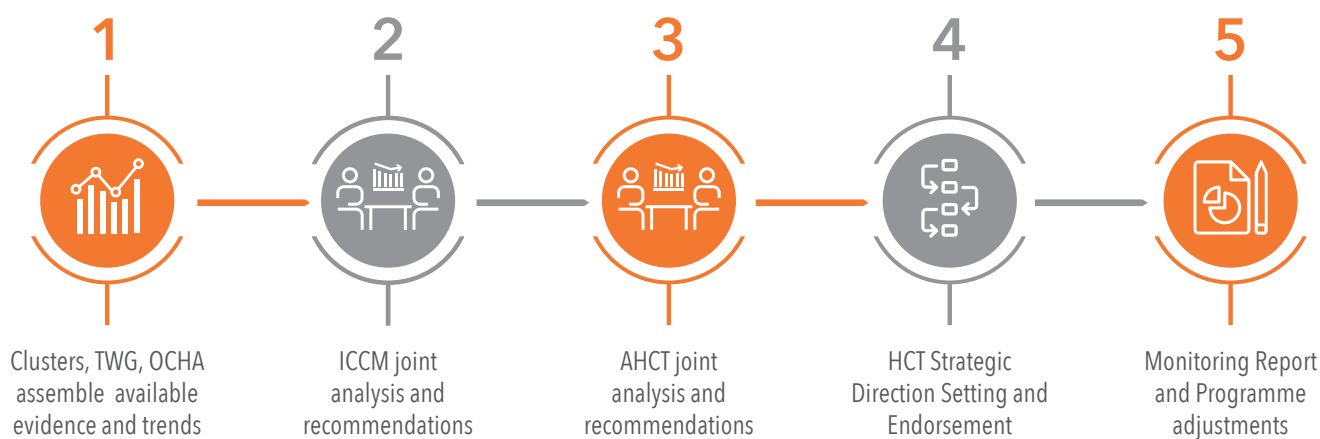 1
2
3
4
5
Clusters, TWG, OCHA
assemble available
evidence and trends
ICCM joint
analysis and
recommendations
AHCT joint
analysis and
recommendations
HCT Strategic
Direction Setting and
Endorsement
Monitoring Report
and Programme
adjustments